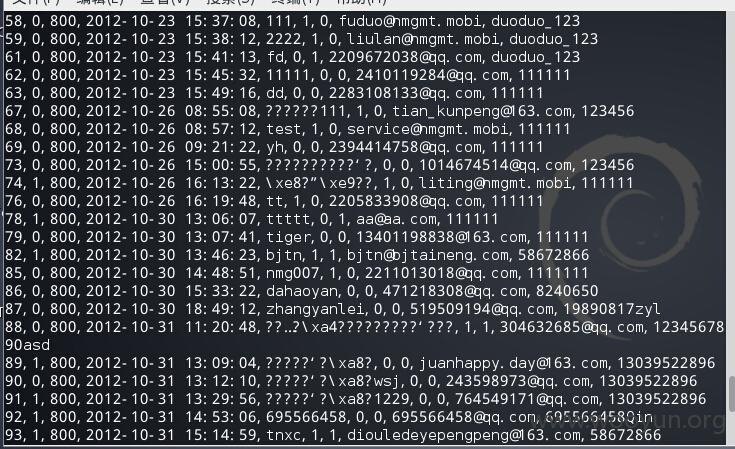 58, 0, 800, 2012-10-23 15:37:08, 111, 1, 0, fuduo@nmgmt.mobi, duoduo_123
59, 0, 800, 2012-10-23 15:38:12, 2222, 1, 0, liulan@nmgmt.mobi, duoduo_123
61, 0, 800, 2012-10-23 15:41:13, fd, 0, 1, 2209672038@qq.com, duoduo_123
62, 0, 800, 2012-10-23 15:45:32, 11111, 0, 0, 2410119284@qq.com, 111111
63, 0, 800, 2012-10-23 15:49:16, dd, 0, 0, 2283108133@qq.com, 111111
67, 0, 800, 2012-10-26 08:55:08, ??????111, 1, 0, tian_kunpeng@163.com, 123456
68, 0, 800, 2012-10-26 08:57:12, test, 1, 0, service@nmgmt.mobi, 111111
69, 0, 800, 2012-10-26 09:21:22, yh, 0, 0, 2394414758@qq.com, 111111
73, 0, 800, 2012-10-26 15:00:55, ??????????‘?, 0, 0, 1014674514@qq.com, 123456
74, 1, 800, 2012-10-26 16:13:22, \xe8?”\xe9??, 1, 0, liting@nmgmt.mobi, 111111
76, 0, 800, 2012-10-26 16:19:48, tt, 1, 0, 2205833908@qq.com, 111111
78, 1, 800, 2012-10-30 13:06:07, ttttt, 0, 1, aa@aa.com, 111111
79, 0, 800, 2012-10-30 13:07:41, tiger, 0, 0, 13401198838@163.com, 111111
82, 1, 800, 2012-10-30 13:46:23, bjtn, 1, 1, bjtn@bjtaineng.com, 58672866
85, 0, 800, 2012-10-30 14:48:51, nmg007, 1, 0, 2211013018@qq.com, 1111111
86, 0, 800, 2012-10-30 15:33:22, dahaoyan, 0, 0, 471218308@qq.com, 8240650
87, 0, 800, 2012-10-30 18:49:12, zhangyanlei, 0, 0, 519509194@qq.com, 19890817zyl
88, 0, 800, 2012-10-31 11:20:48, ??..?\xa4?????????‘???, 1, 1, 304632685@qq.com, 12345678
90asd
89, 1, 800, 2012-10-31 13:09:04, ?????‘?\xa8?, 0, 0, juanhappy.day@163.com, 13039522896
90, 0, 800, 2012-10-31 13:12:10, ?????‘?\xa8?wsj, 0, 0, 243598973@qq.com, 13039522896
91, 1, 800, 2012-10-31 13:29:56, ?????‘?\xa8?1229, 0, 0, 764549171@qq.com, 13039522896
92, 1, 800, 2012-10-31 14:53:06, 695566458, 0, 0, 695566458@qq.com, 695566458Qin
93, 1, 800, 2012-10-31 15:14:59, tnxc, 1, 1, diouledeyepengpeng@163.com, 58672866